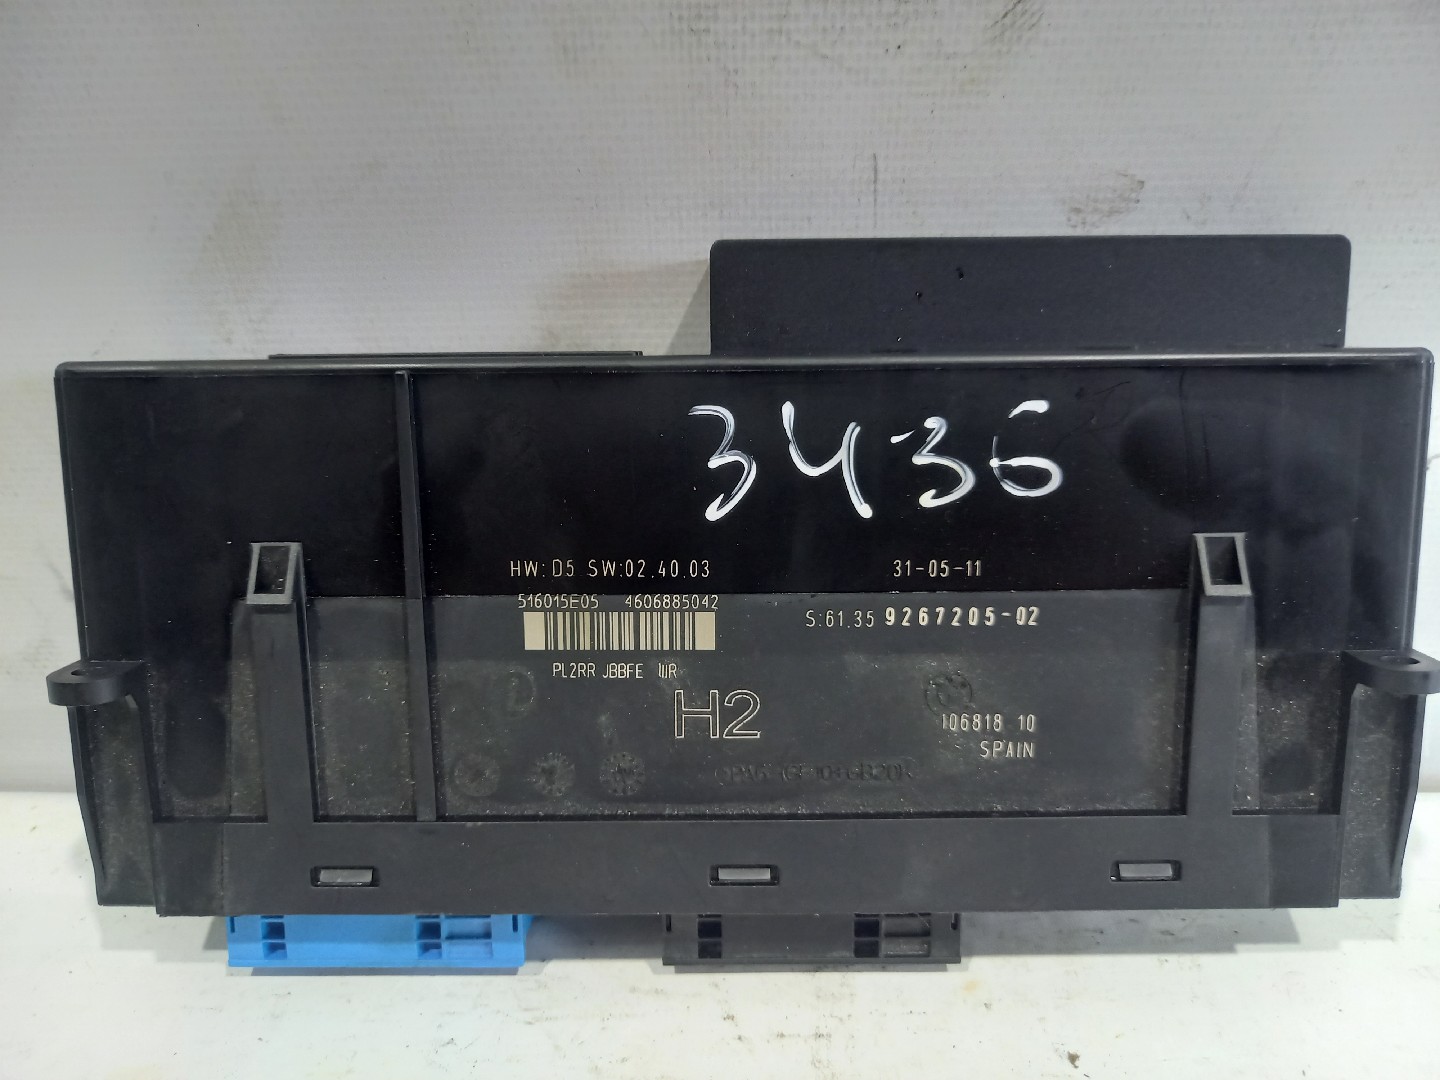 3436
HW: D5 SW:02.40.03 31-05-11
516015E05 4606885042
S:61.35 9267205-02
PL2RR JBBFE IIIR
H2
106818 10
SPAIN